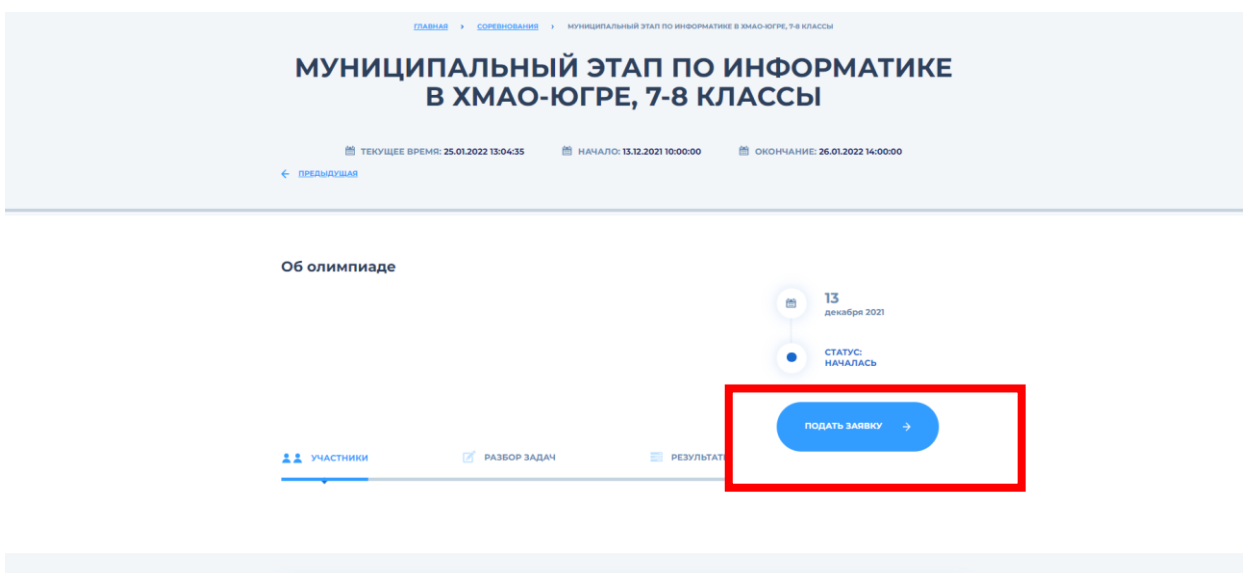 ГЛАВНАЯ › СОРЕВНОВАНИЯ › МУНИЦИПАЛЬНЫЙ ЭТАП ПО ИНФОРМАТИКЕ В ХМАО-ЮГРЕ, 7-8 КЛАССЫ
МУНИЦИПАЛЬНЫЙ ЭТАП ПО ИНФОРМАТИКЕ
В ХМАО-ЮГРЕ, 7-8 КЛАССЫ
ТЕКУЩЕЕ ВРЕМЯ: 25.01.2022 13:04:35 НАЧАЛО: 13.12.2021 10:00:00 ОКОНЧАНИЕ: 26.01.2022 14:00:00
← ПРЕДЫДУЩАЯ
Об олимпиаде
13
декабря 2021
СТАТУС:
НАЧАЛАСЬ
ПОДАТЬ ЗАЯВКУ →
УЧАСТНИКИ РАЗБОР ЗАДАЧ РЕЗУЛЬТАТ